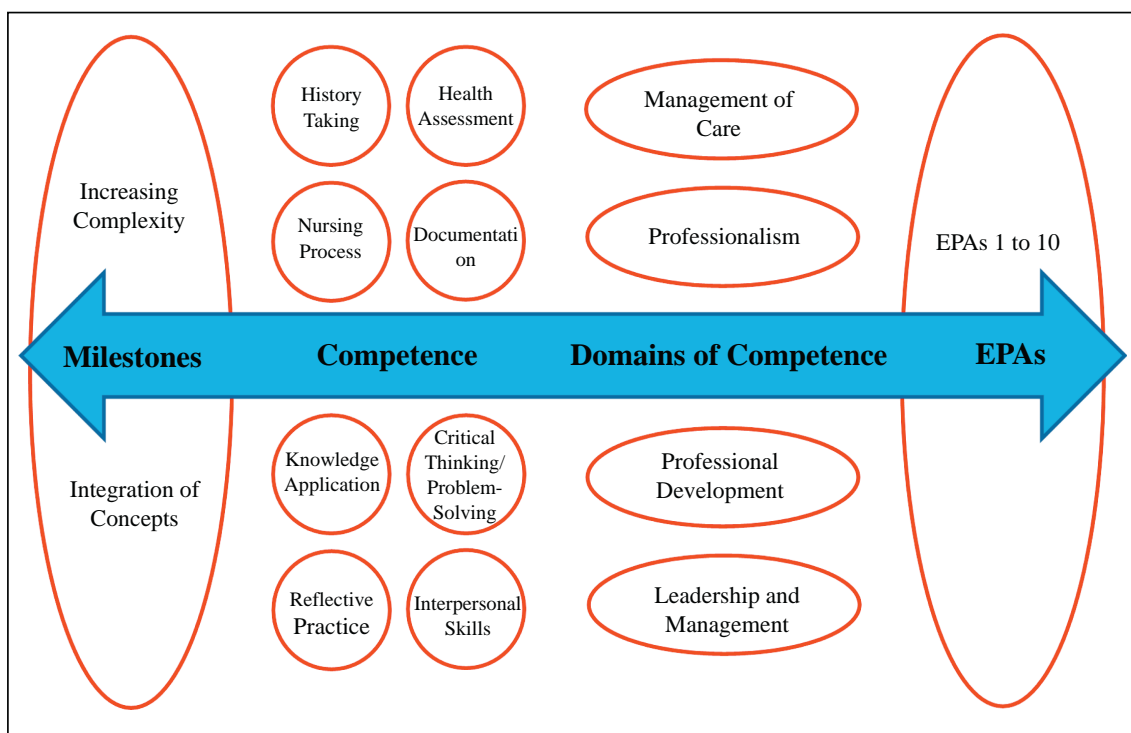 History
Taking
Health
Assessment
Management of
Care
Increasing
Complexity
Nursing
Process
Documentati
on
Professionalism
EPAs 1 to 10
Milestones
Competence
Domains of Competence
EPAs
Knowledge
Application
Critical
Thinking/
Problem-
Solving
Professional
Development
Integration of
Concepts
Reflective
Practice
Interpersonal
Skills
Leadership and
Management